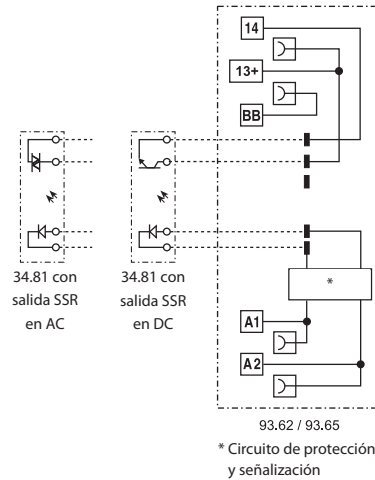 14
13+
BB
34.81 con
salida SSR
en AC
34.81 con
salida SSR
en DC
*
A1
A2
93.62 / 93.65
* Circuito de protección
y señalización